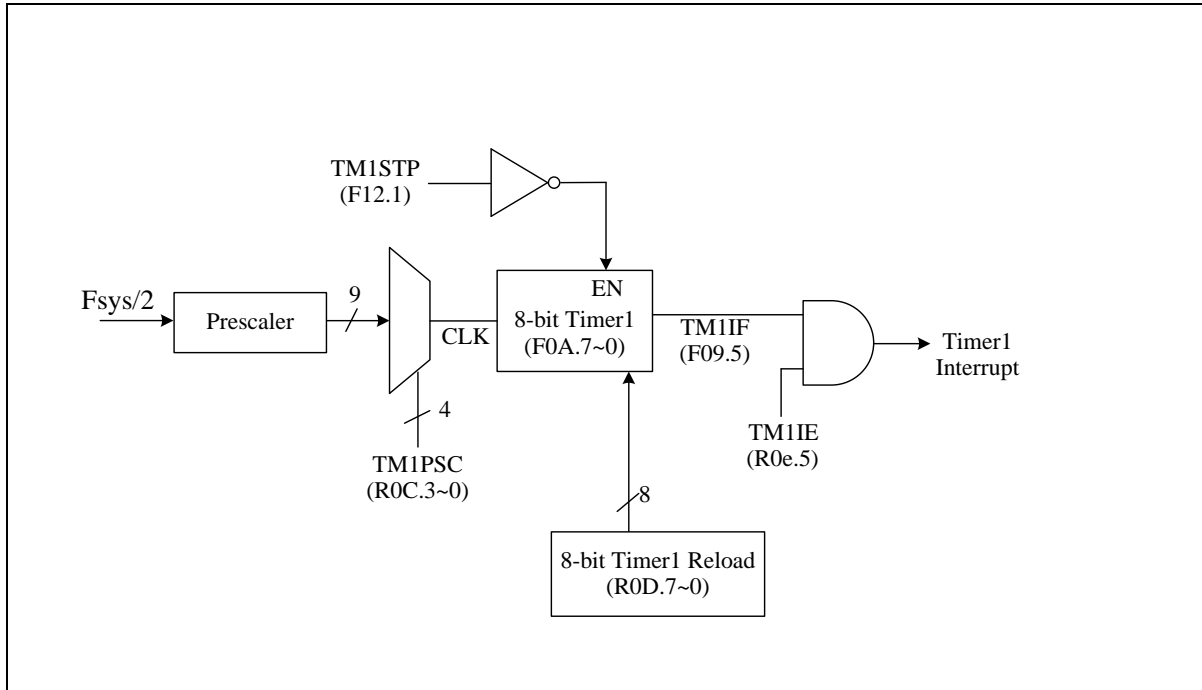 TM1STP
(F12.1)
Fsys/2
Prescaler
9
CLK
EN
8-bit Timer1
(F0A.7~0)
TM1IF
(F09.5)
Timer1
Interrupt
4
TM1PSC
(R0C.3~0)
TM1IE
(R0e.5)
8
8-bit Timer1 Reload
(R0D.7~0)